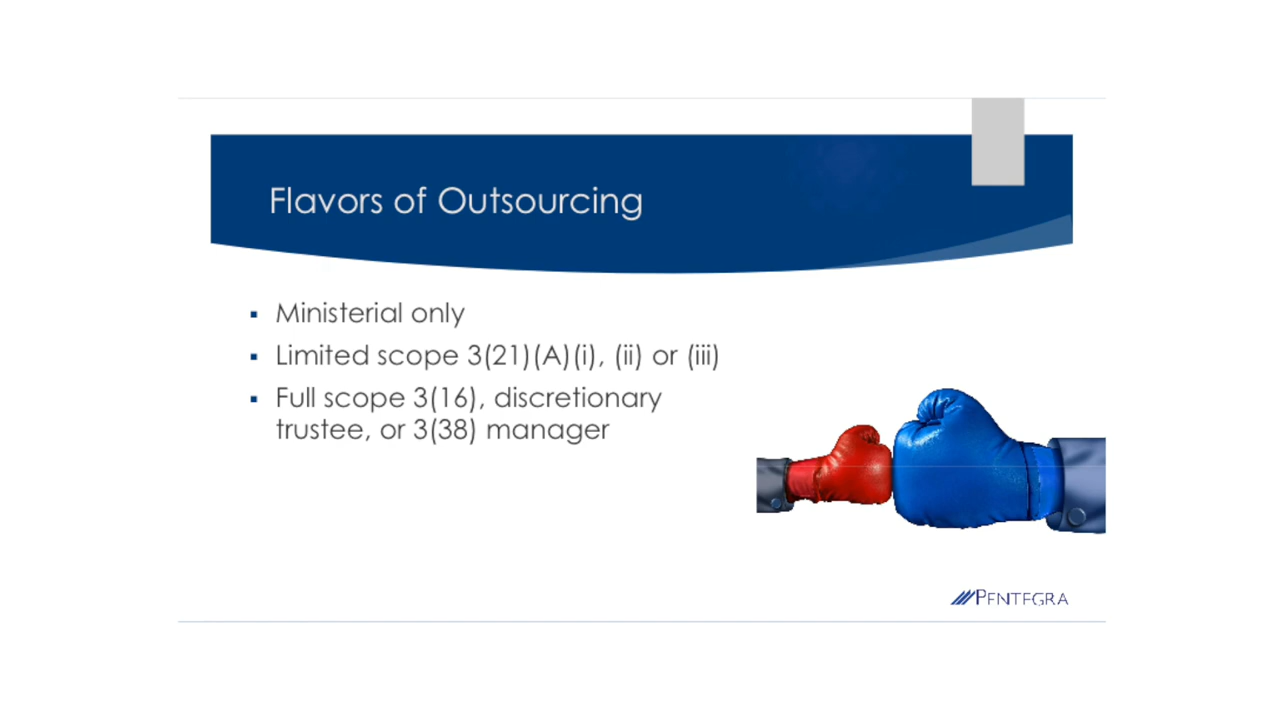 Flavors of Outsourcing
▪ Ministerial only
▪ Limited scope 3(21)(A)(i), (ii) or (iii)
▪ Full scope 3(16), discretionary
trustee, or 3(38) manager
PENTEGRA